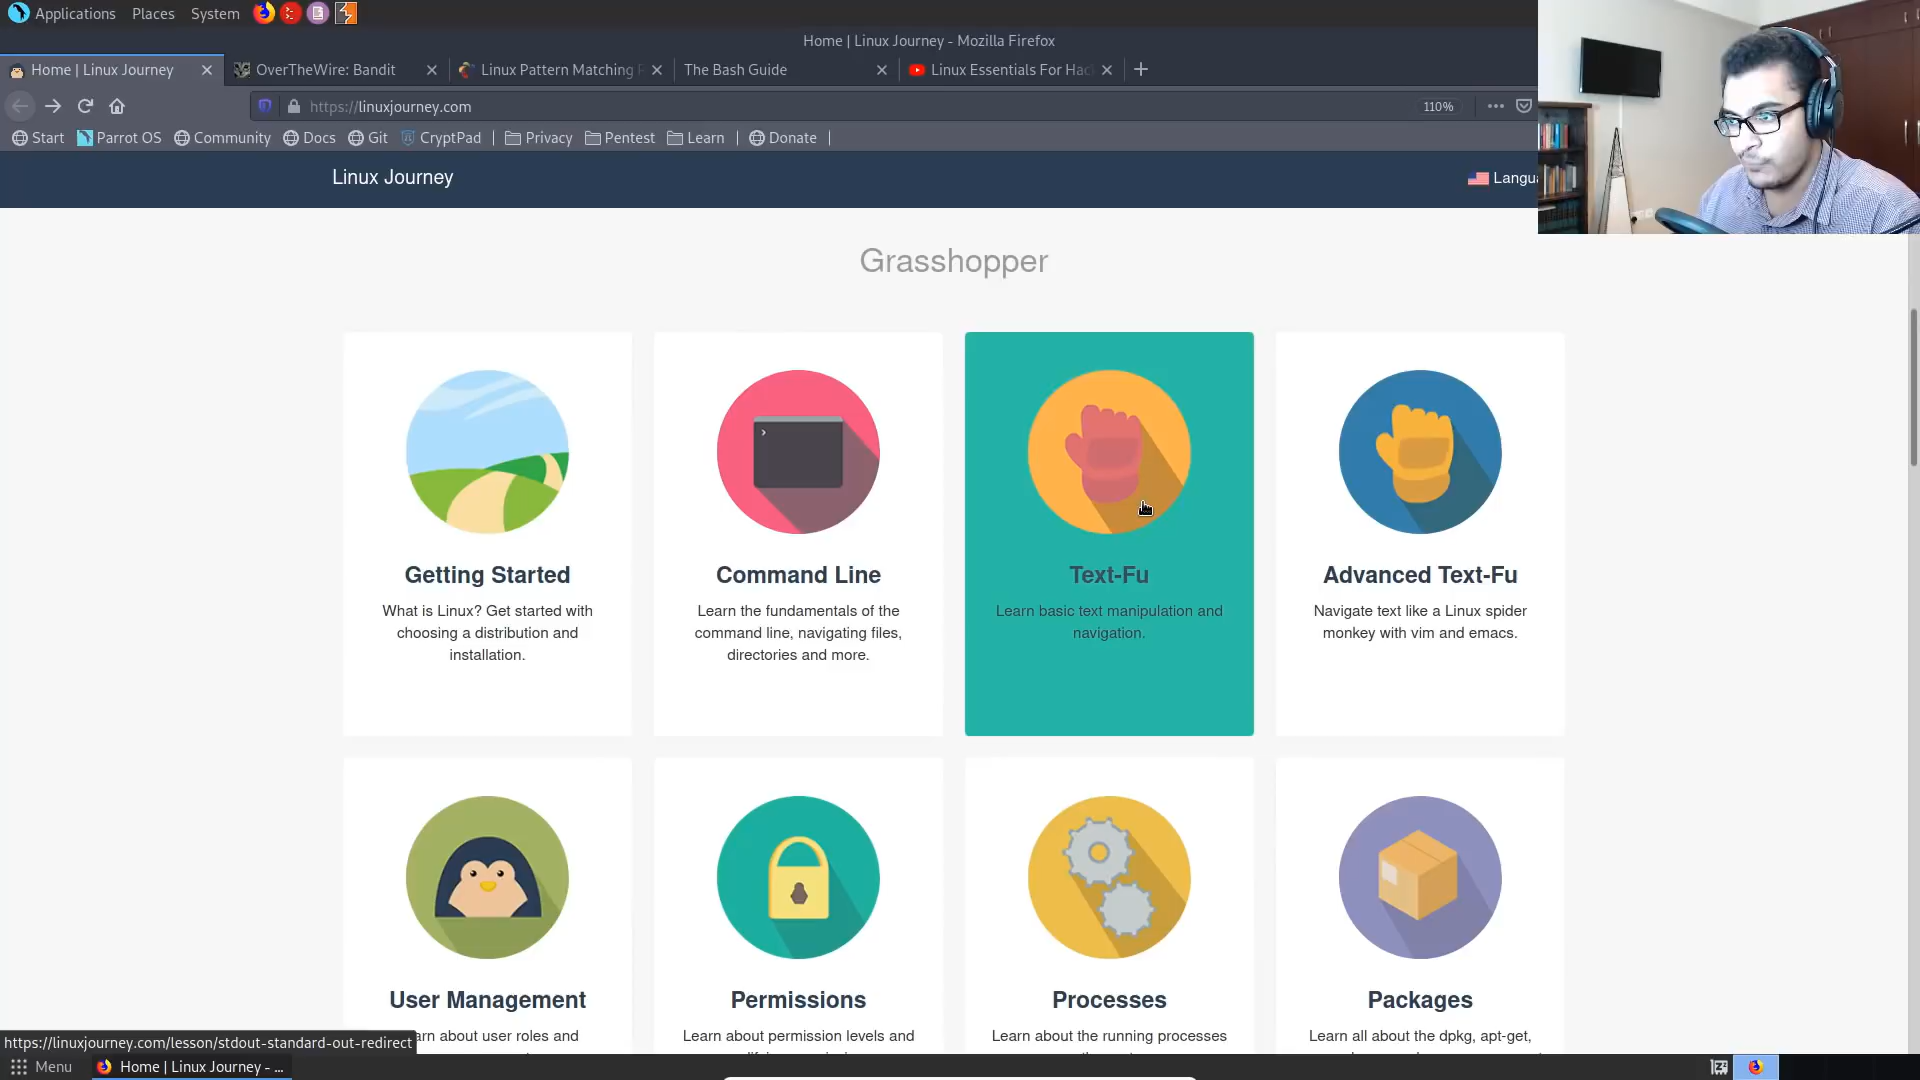 Applications Places System
Home | Linux Journey - Mozilla Firefox
Home | Linux Journey
OverTheWire: Bandit
Linux Pattern Matching
The Bash Guide
Linux Essentials For Hac
https://linuxjourney.com
110%
Start Parrot OS Community Docs Git CryptPad Privacy Pentest Learn Donate
Linux Journey
Langua
Grasshopper
Getting Started
What is Linux? Get started with
choosing a distribution and
installation.
Command Line
Learn the fundamentals of the
command line, navigating files,
directories and more.
Text-Fu
Learn basic text manipulation and
navigation.
Advanced Text-Fu
Navigate text like a Linux spider
monkey with vim and emacs.
User Management
arn about user roles and
Permissions
Learn about permission levels and
Processes
Learn about the running processes
Packages
Learn all about the dpkg, apt-get,
https://linuxjourney.com/lesson/stdout-standard-out-redirect
Menu
Home | Linux Journey - ...